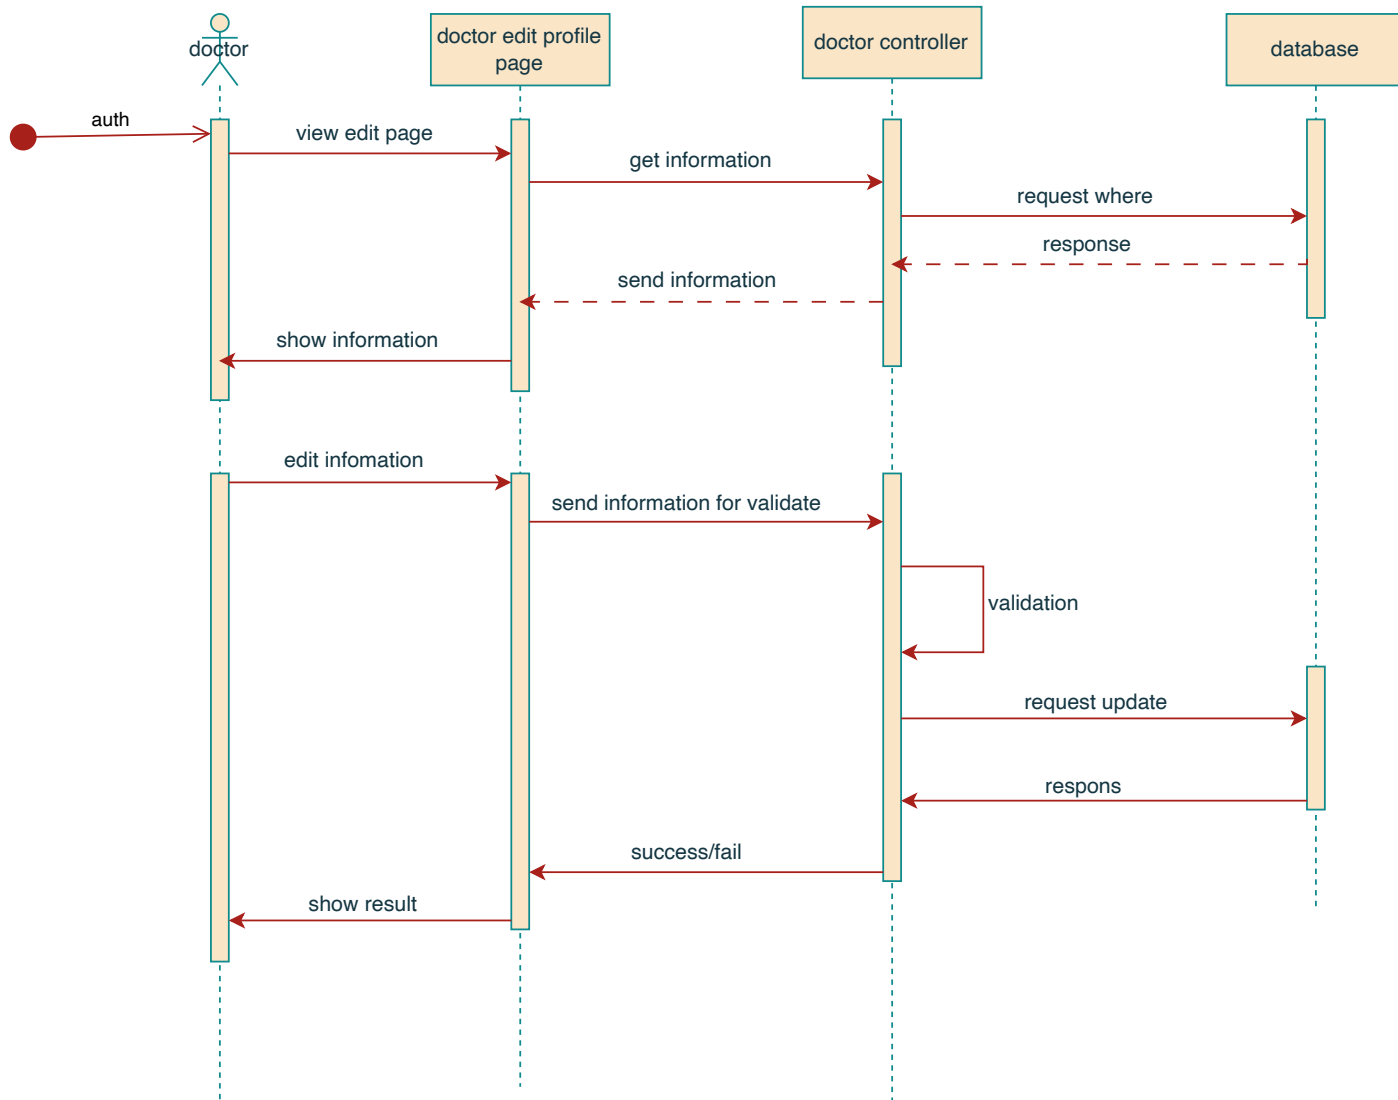 doctor
doctor edit profile
page
doctor controller
database
auth
view edit page
get information
request where
response
send information
show information
edit infomation
send information for validate
validation
request update
respons
success/fail
show result